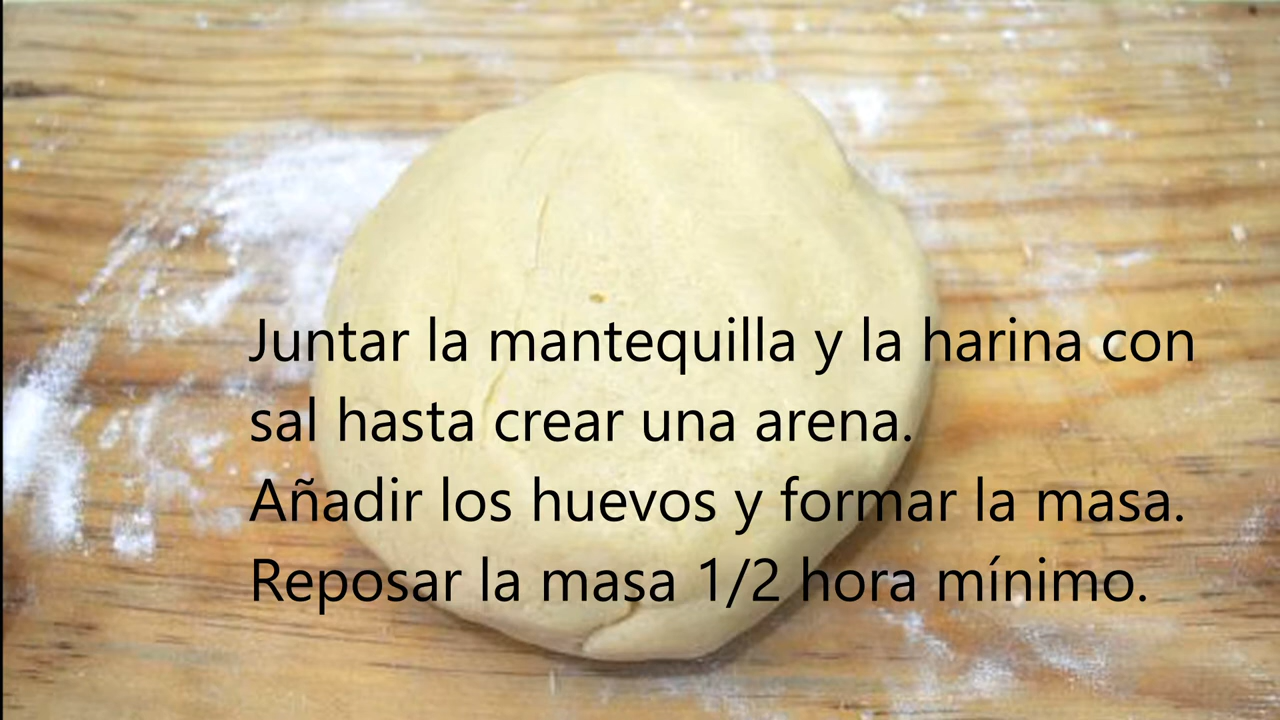 Juntar la mantequilla y la harina con
sal hasta crear una arena.
Añadir los huevos y formar la masa.
Reposar la masa 1/2 hora mínimo.